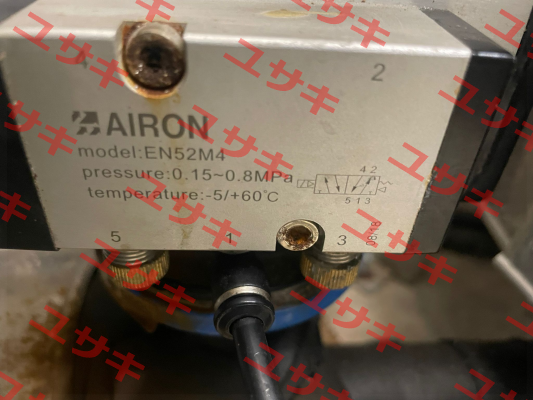 2
AIRON
model:EN52M4
pressure:0.15~0.8MPa
temperature:-5/+60°C
4 2
5 1 3
5
1
3
ユサキ